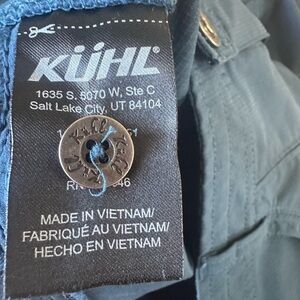 KÜHL
1635 S. 5070 W, Ste C
Salt Lake City, UT 84104
MADE IN VIETNAM/
FABRIQUÉ AU VIETNAM/
HECHO EN VIETNAM